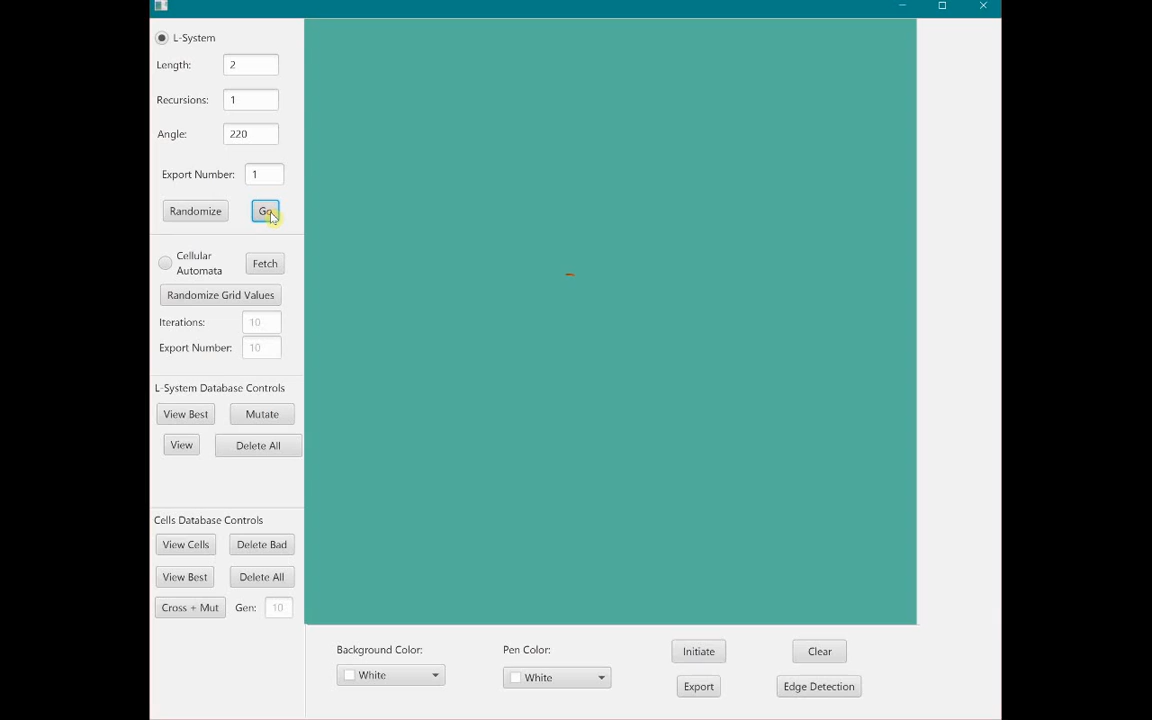 L-System
Length: 2
Recursions: 1
Angle: 220
Export Number: 1
Randomize Go
Cellular
Automata
Fetch
Randomize Grid Values
Iterations: 10
Export Number: 10
L-System Database Controls
View Best Mutate
View Delete All
Cells Database Controls
View Cells Delete Bad
View Best Delete All
Cross + Mut Gen: 10
Background Color: Pen Color:
White White
Initiate Clear
Export Edge Detection